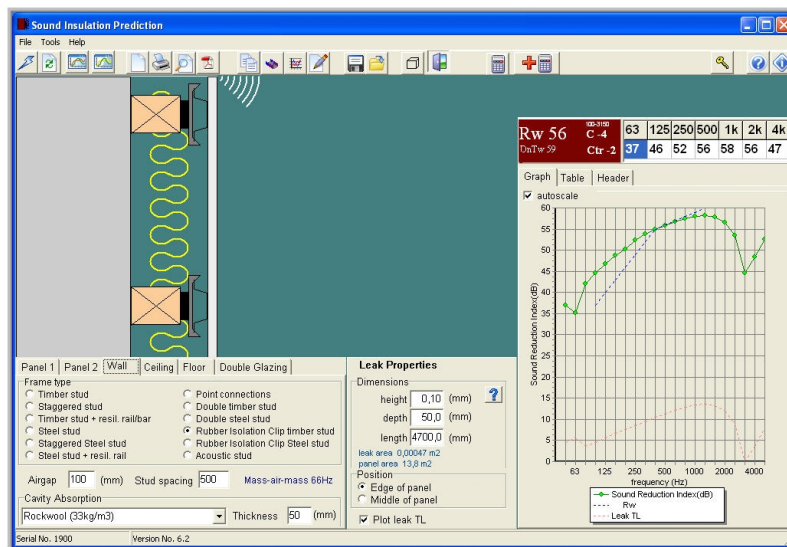 Sound Insulation Prediction
File Tools Help
Rw 56
DnTw 59
100-3150
C -4
Ctr -2
63 125 250 500 1k 2k 4k
37 46 52 56 58 56 47
Graph Table Header
autoscale
Sound Reduction Index(dB)
60
55
50
45
40
35
30
25
20
15
10
5
0
63 125 250 500 1000 2000 4000
frequency (Hz)
Sound Reduction Index(dB)
Rw
Leak TL
Panel 1 Panel 2 Wall Ceiling Floor Double Glazing
Frame type
Timber stud
Staggered stud
Timber stud + resil. rail/bar
Steel stud
Staggered Steel stud
Steel stud + resil. rail
Point connections
Double timber stud
Double steel stud
Rubber Isolation Clip timber stud
Rubber Isolation Clip Steel stud
Acoustic stud
Airgap 100 (mm) Stud spacing 500 Mass-air-mass 66Hz
Cavity Absorption
Rockwool (33kg/m3) Thickness 50 (mm)
Leak Properties
Dimensions
height 0,10 (mm)
depth 50,0 (mm)
length 4700,0 (mm)
leak area 0,00047 m2
panel area 13,8 m2
Position
Edge of panel
Middle of panel
Plot leak TL
Serial No. 1900 Version No. 6.2